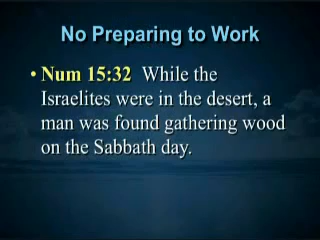 No Preparing to Work
• Num 15:32 While the
Israelites were in the desert, a
man was found gathering wood
on the Sabbath day.